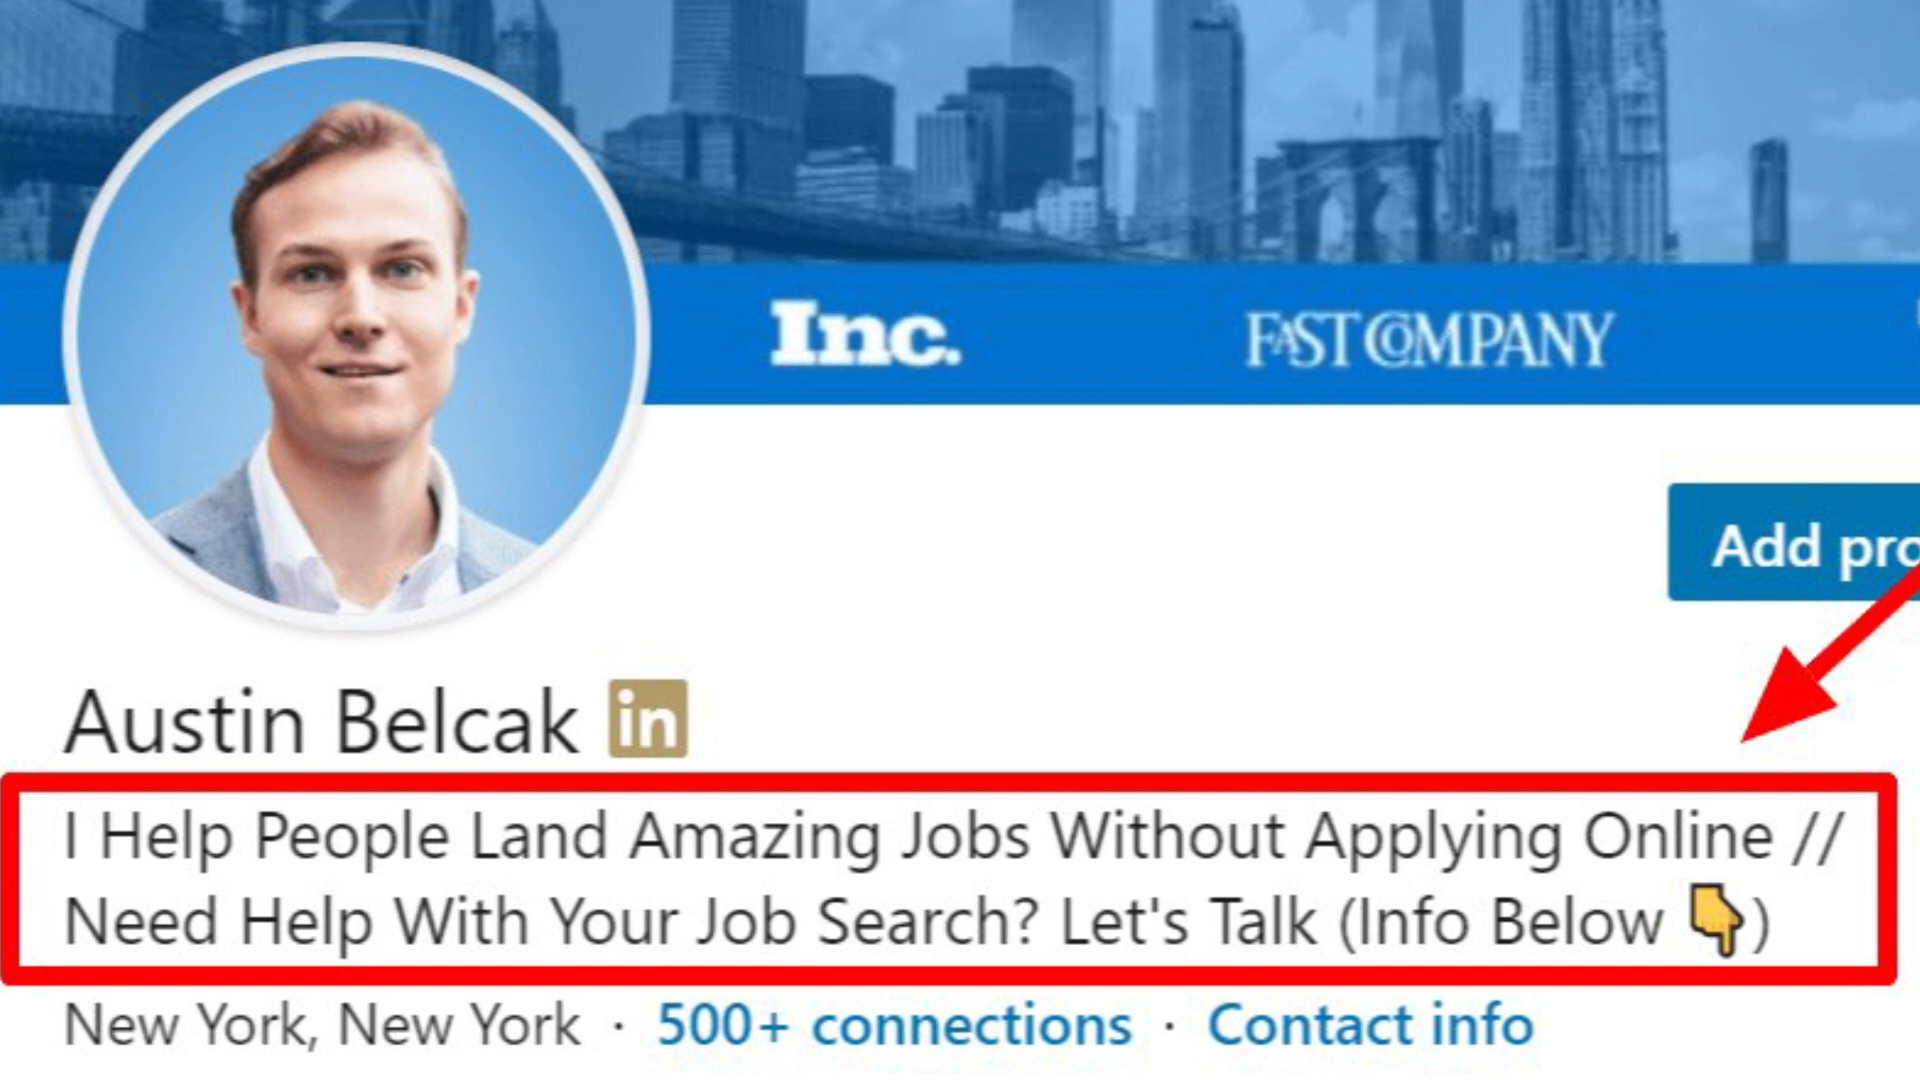 Inc.
FAST COMPANY
Add pro
Austin Belcak in
I Help People Land Amazing Jobs Without Applying Online //
Need Help With Your Job Search? Let's Talk (Info Below 👇)
New York, New York · 500+ connections · Contact info